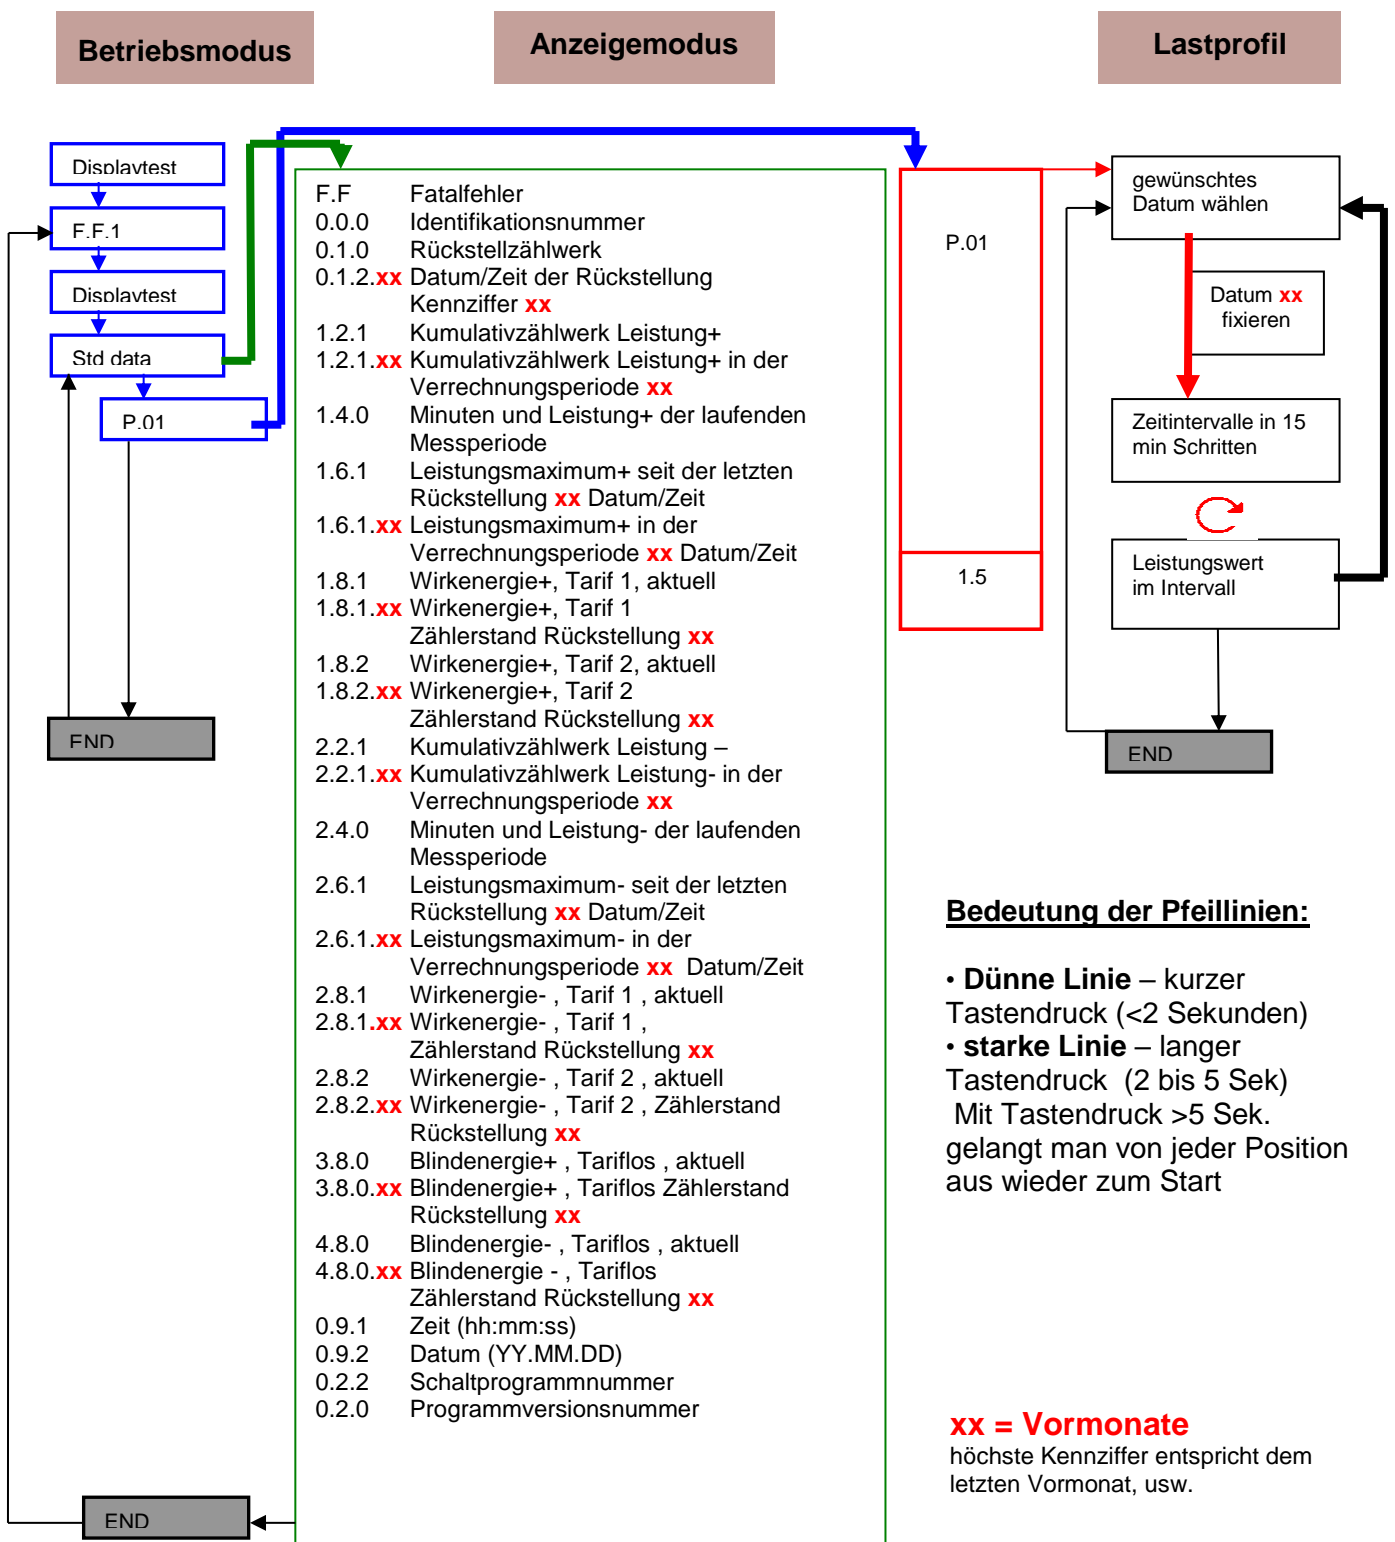 Betriebsmodus
Anzeigemodus
Lastprofil
Displaytest
F.F.1
Displaytest
Std data
P.01
END
F.F Fatalfehler
0.0.0 Identifikationsnummer
0.1.0 Rückstellzählwerk
0.1.2.xx Datum/Zeit der Rückstellung
Kennziffer xx
1.2.1 Kumulativzählwerk Leistung+
1.2.1.xx Kumulativzählwerk Leistung+ in der
Verrechnungsperiode xx
1.4.0 Minuten und Leistung+ der laufenden
Messperiode
1.6.1 Leistungsmaximum+ seit der letzten
Rückstellung xx Datum/Zeit
1.6.1.xx Leistungsmaximum+ in der
Verrechnungsperiode xx Datum/Zeit
1.8.1 Wirkenergie+, Tarif 1, aktuell
1.8.1.xx Wirkenergie+, Tarif 1
Zählerstand Rückstellung xx
1.8.2 Wirkenergie+, Tarif 2, aktuell
1.8.2.xx Wirkenergie+, Tarif 2
Zählerstand Rückstellung xx
2.2.1 Kumulativzählwerk Leistung –
2.2.1.xx Kumulativzählwerk Leistung- in der
Verrechnungsperiode xx
2.4.0 Minuten und Leistung- der laufenden
Messperiode
2.6.1 Leistungsmaximum- seit der letzten
Rückstellung xx Datum/Zeit
2.6.1.xx Leistungsmaximum- in der
Verrechnungsperiode xx Datum/Zeit
2.8.1 Wirkenergie- , Tarif 1 , aktuell
2.8.1.xx Wirkenergie- , Tarif 1 ,
Zählerstand Rückstellung xx
2.8.2 Wirkenergie- , Tarif 2 , aktuell
2.8.2.xx Wirkenergie- , Tarif 2 , Zählerstand
Rückstellung xx
3.8.0 Blindenergie+ , Tariflos , aktuell
3.8.0.xx Blindenergie+ , Tariflos Zählerstand
Rückstellung xx
4.8.0 Blindenergie- , Tariflos , aktuell
4.8.0.xx Blindenergie - , Tariflos
Zählerstand Rückstellung xx
0.9.1 Zeit (hh:mm:ss)
0.9.2 Datum (YY.MM.DD)
0.2.2 Schaltprogrammnummer
0.2.0 Programmversionsnummer
END
P.01
1.5
gewünschtes
Datum wählen
Datum xx
fixieren
Zeitintervalle in 15
min Schritten
Leistungswert
im Intervall
END
Bedeutung der Pfeillinien:
• Dünne Linie – kurzer
Tastendruck (<2 Sekunden)
• starke Linie – langer
Tastendruck (2 bis 5 Sek)
Mit Tastendruck >5 Sek.
gelangt man von jeder Position
aus wieder zum Start
xx = Vormonate
höchste Kennziffer entspricht dem
letzten Vormonat, usw.